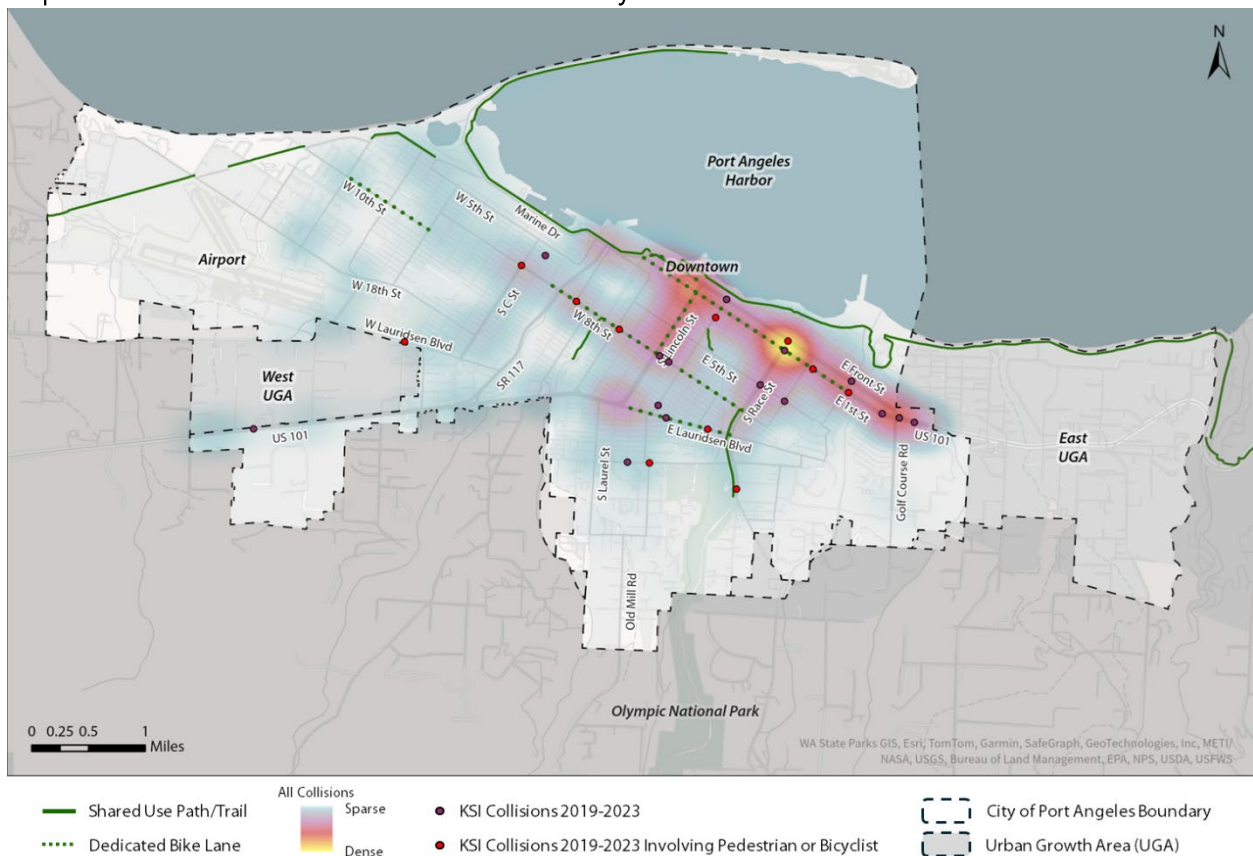 N
Port Angeles
Harbor
W 10th St
W 5th St
Marine Dr
Airport
Downtown
W 18th St
S C St
W Lauridsen Blvd
W 8th St
S Lincoln St
E 5th St
E Front St
SR 117
S Race St
E 1st St
West
UGA
US 101
US 101
E Lauridsen Blvd
East
UGA
S Laurel St
Golf Course Rd
Old Mill Rd
Olympic National Park
0 0.25 0.5 1
Miles
WA State Parks GIS, Esri, TomTom, Garmin, SafeGraph, GeoTechnologies, Inc, METI/
NASA, USGS, Bureau of Land Management, EPA, NPS, USDA, USFWS
Shared Use Path/Trail
Dedicated Bike Lane
All Collisions
Sparse
Dense
KSI Collisions 2019-2023
KSI Collisions 2019-2023 Involving Pedestrian or Bicyclist
City of Port Angeles Boundary
Urban Growth Area (UGA)